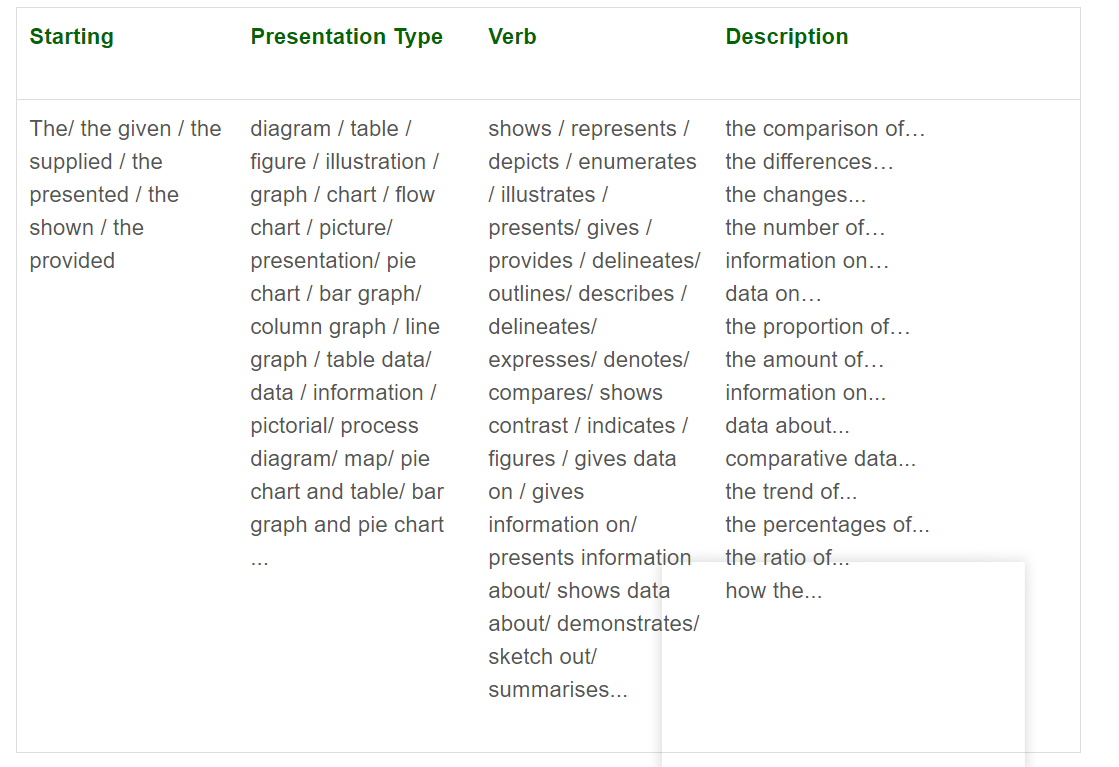 Starting
Presentation Type
Verb
Description
The/ the given / the
supplied / the
presented / the
shown / the
provided
diagram / table /
figure / illustration /
graph / chart / flow
chart / picture/
presentation/ pie
chart / bar graph/
column graph / line
graph / table data/
data / information /
pictorial/ process
diagram/ map/ pie
chart and table/ bar
graph and pie chart
...
shows / represents /
depicts / enumerates
/ illustrates /
presents/ gives /
provides / delineates/
outlines/ describes /
delineates/
expresses/ denotes/
compares/ shows
contrast / indicates /
figures / gives data
on / gives
information on/
presents information
about/ shows data
about/ demonstrates/
sketch out/
summarises...
the comparison of…
the differences…
the changes...
the number of…
information on…
data on…
the proportion of…
the amount of…
information on...
data about...
comparative data...
the trend of...
the percentages of...
the ratio of...
how the...